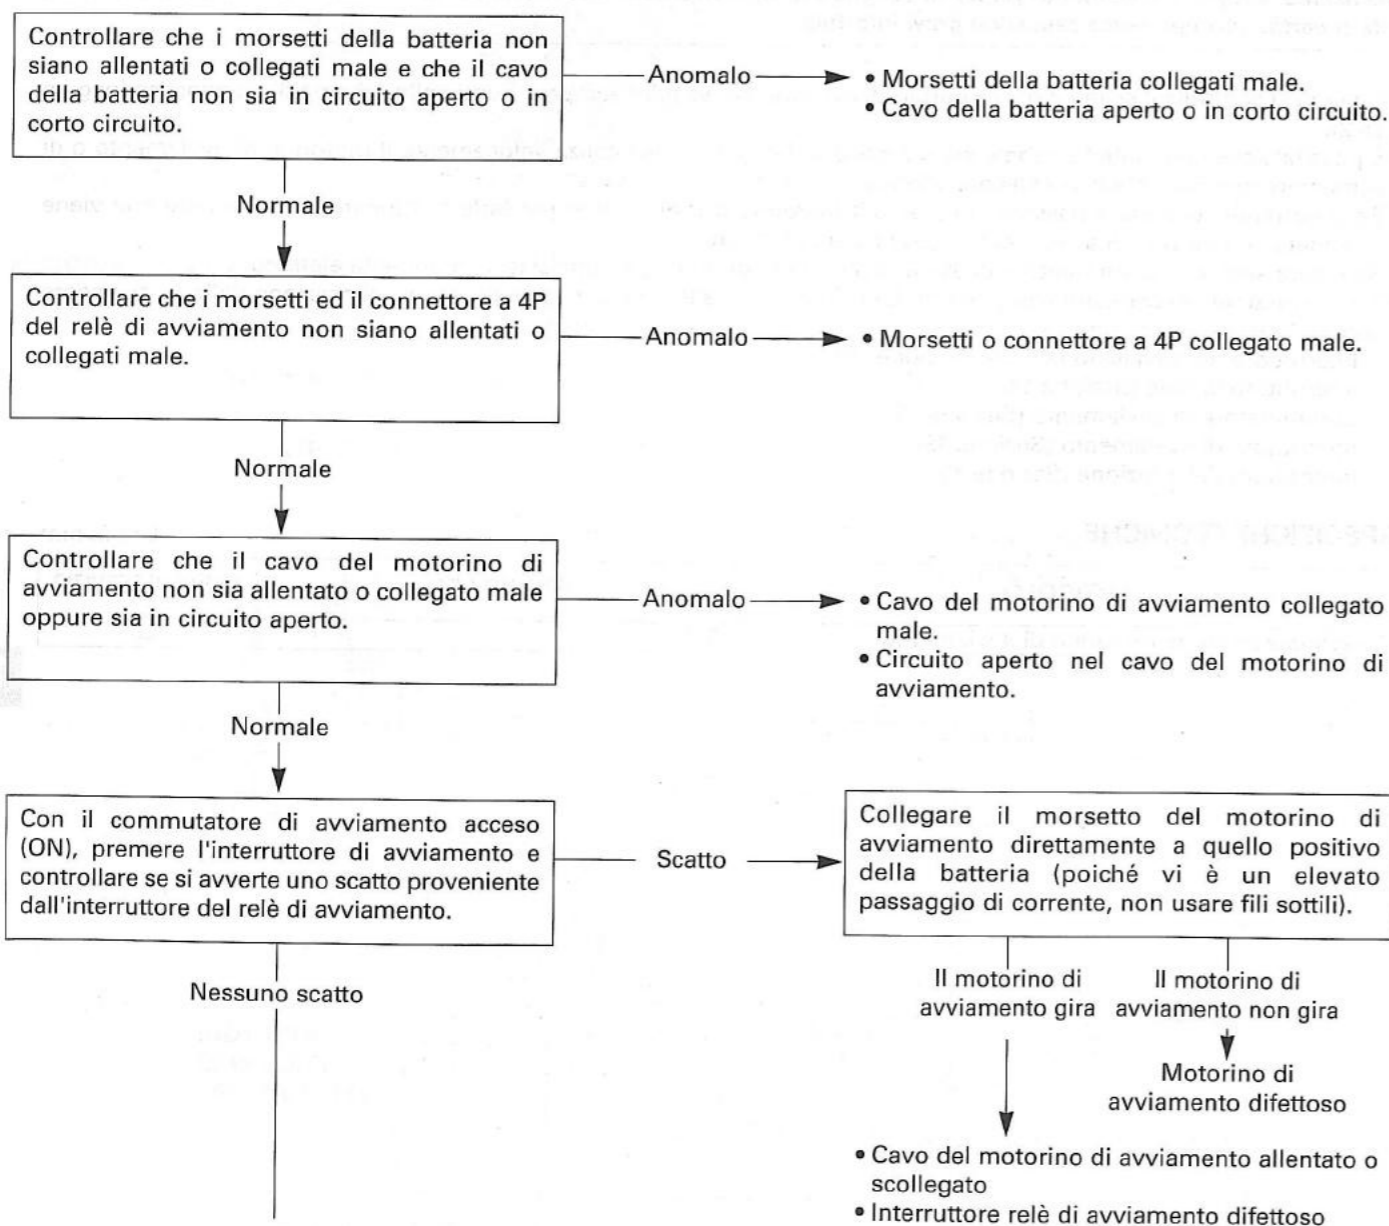 Controllare che i morsetti della batteria non
siano allentati o collegati male e che il cavo
della batteria non sia in circuito aperto o in
corto circuito.
Anomalo
• Morsetti della batteria collegati male.
• Cavo della batteria aperto o in corto circuito.
Normale
Controllare che i morsetti ed il connettore a 4P
del relè di avviamento non siano allentati o
collegati male.
Anomalo
• Morsetti o connettore a 4P collegato male.
Normale
Controllare che il cavo del motorino di
avviamento non sia allentato o collegato male
oppure sia in circuito aperto.
Anomalo
• Cavo del motorino di avviamento collegato
male.
• Circuito aperto nel cavo del motorino di
avviamento.
Normale
Con il commutatore di avviamento acceso
(ON), premere l'interruttore di avviamento e
controllare se si avverte uno scatto proveniente
dall'interruttore del relè di avviamento.
Scatto
Collegare il morsetto del motorino di
avviamento direttamente a quello positivo
della batteria (poiché vi è un elevato
passaggio di corrente, non usare fili sottili).
Nessuno scatto
Il motorino di
avviamento gira
Il motorino di
avviamento non gira
Motorino di
avviamento difettoso
• Cavo del motorino di avviamento allentato o
scollegato
• Interruttore relè di avviamento difettoso